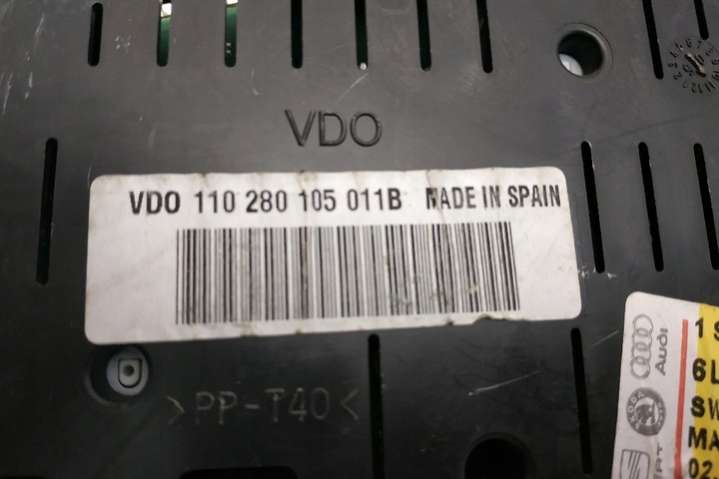 VDO
VDO 110 280 105 011B MADE IN SPAIN
>PP-T40<
Audi
1 S
6L
SW
MA
02.